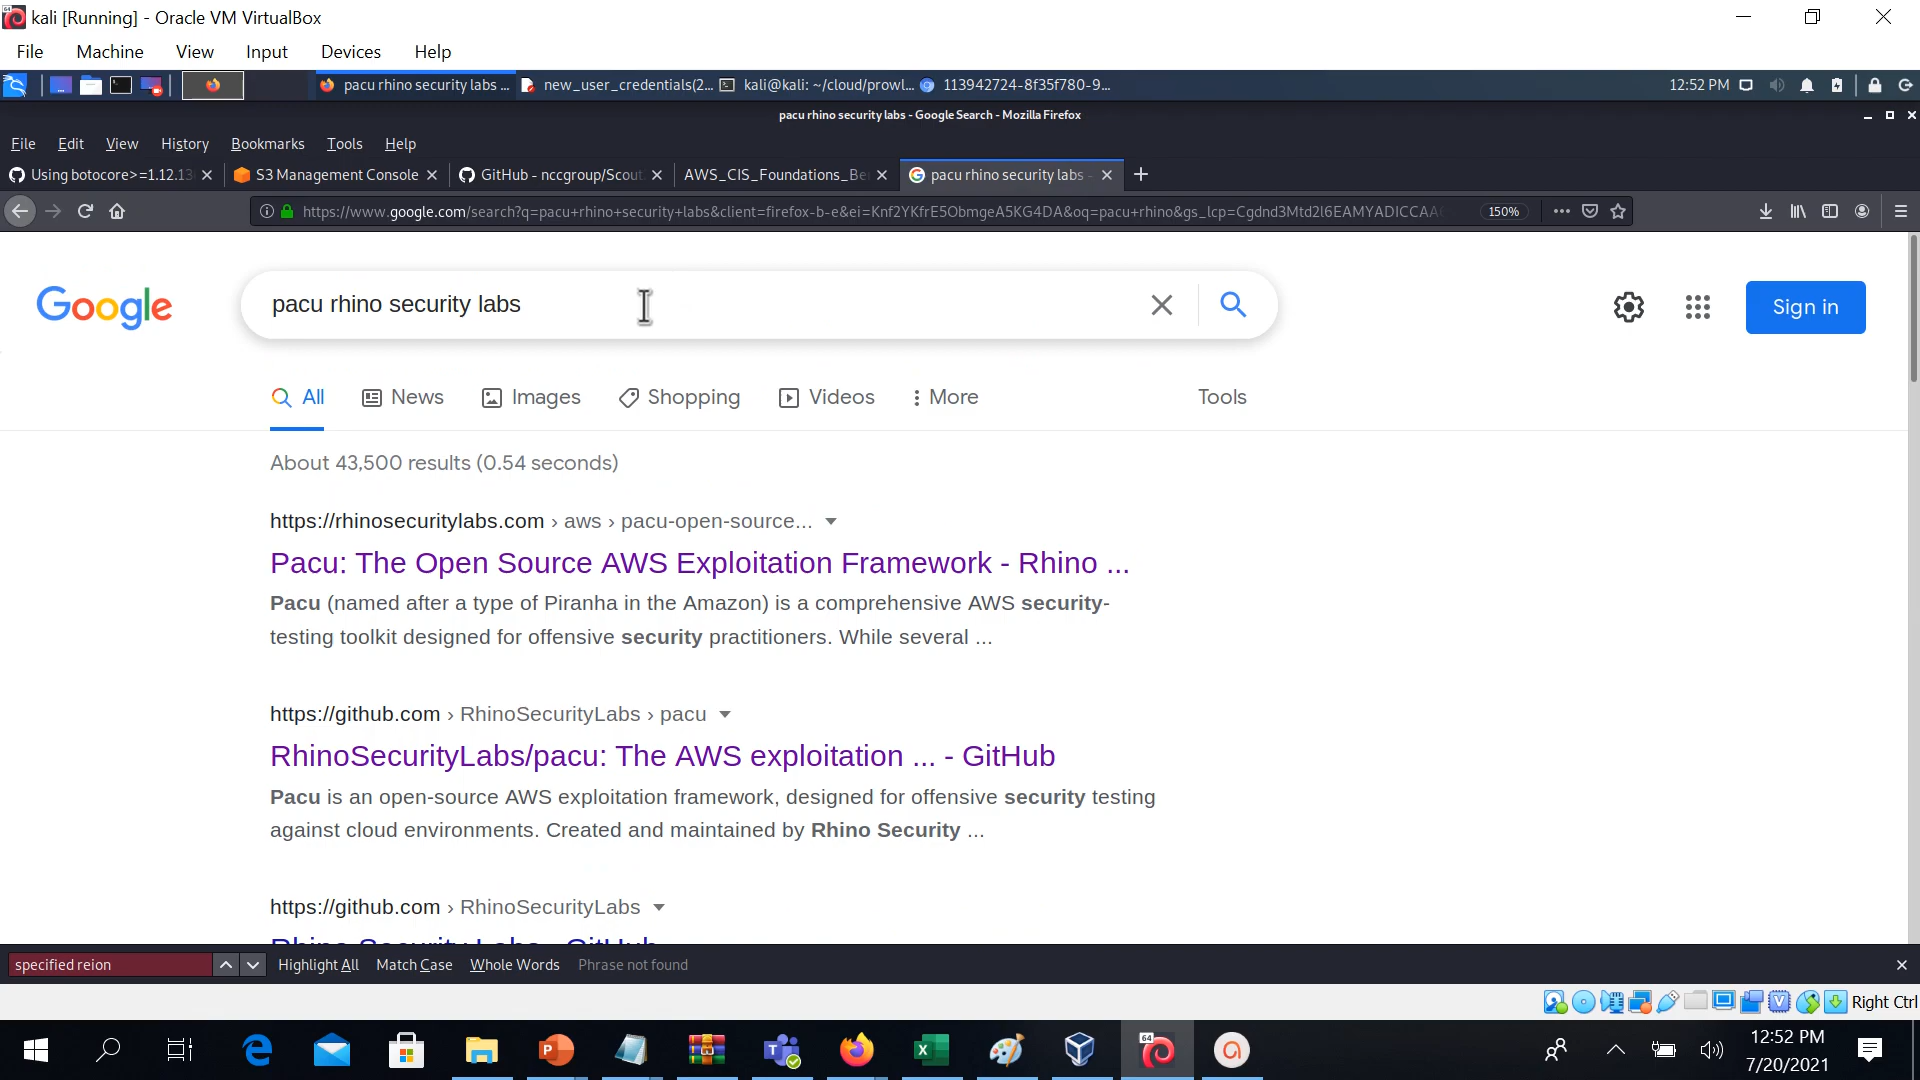 kali [Running] - Oracle VM VirtualBox
File Machine View Input Devices Help
pacu rhino security labs ... new_user_credentials(2... kali@kali: ~/cloud/prowl... 113942724-8f35f780-9... 12:52 PM
pacu rhino security labs - Google Search - Mozilla Firefox
File Edit View History Bookmarks Tools Help
Using botocore>=1.12.13 S3 Management Console GitHub - nccgroup/Scout AWS_CIS_Foundations_Be pacu rhino security labs -
https://www.google.com/search?q=pacu+rhino+security+labs&client=firefox-b-e&ei=Knf2YKfrE5ObmgeA5KG4DA&oq=pacu+rhino&gs_lcp=Cgdnd3Mtd2l6EAMYADICCAA 150%
Google
pacu rhino security labs
Sign in
All News Images Shopping Videos More Tools
About 43,500 results (0.54 seconds)
https://rhinosecuritylabs.com › aws › pacu-open-source...
Pacu: The Open Source AWS Exploitation Framework - Rhino ...
Pacu (named after a type of Piranha in the Amazon) is a comprehensive AWS security-
testing toolkit designed for offensive security practitioners. While several ...
https://github.com › RhinoSecurityLabs › pacu
RhinoSecurityLabs/pacu: The AWS exploitation ... - GitHub
Pacu is an open-source AWS exploitation framework, designed for offensive security testing
against cloud environments. Created and maintained by Rhino Security ...
https://github.com › RhinoSecurityLabs
Rhino Security Labs - GitHub
specified reion Highlight All Match Case Whole Words Phrase not found
Right Ctrl
12:52 PM
7/20/2021